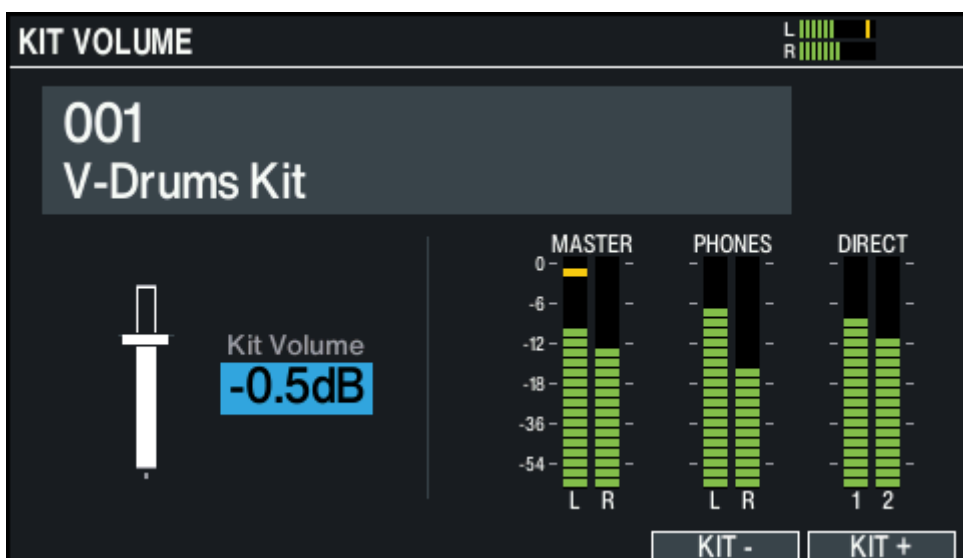 KIT VOLUME
L
R
001
V-Drums Kit
MASTER PHONES DIRECT
0
-6
-12
-18
-36
-54
Kit Volume
-0.5dB
L R L R 1 2
KIT - KIT +